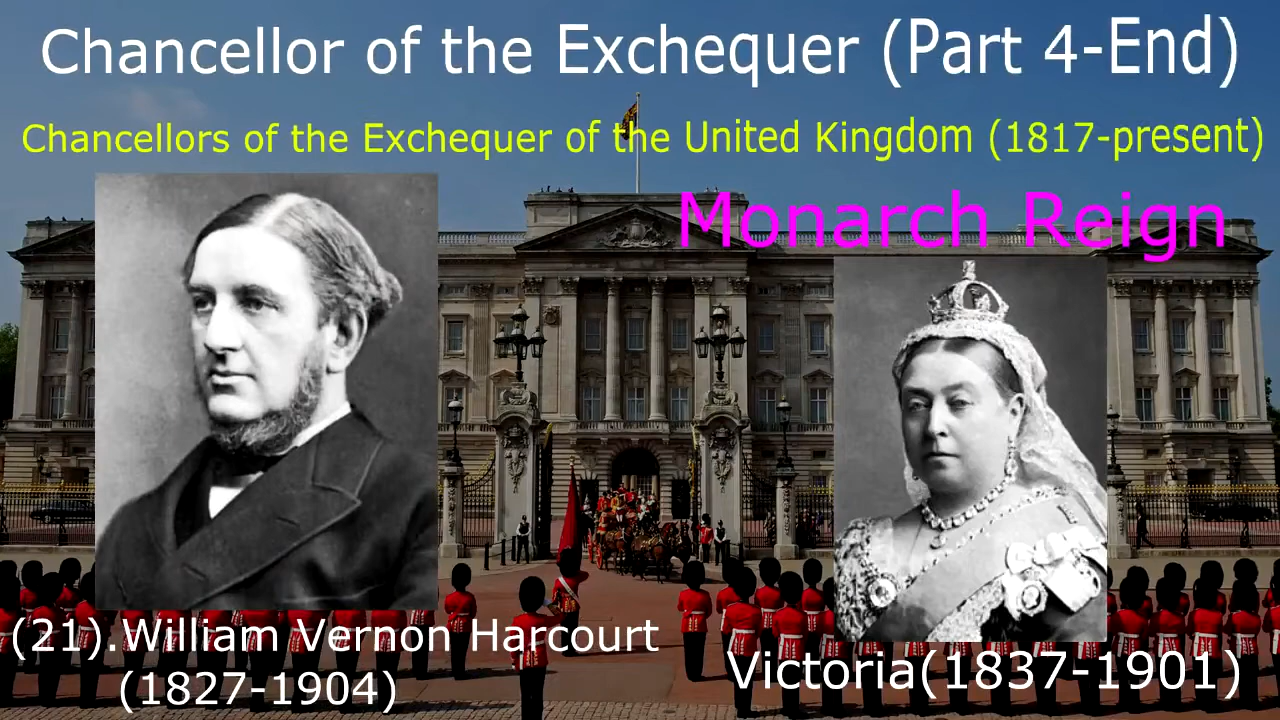 Chancellor of the Exchequer (Part 4-End)
Chancellors of the Exchequer of the United Kingdom (1817-present)
Monarch Reign
(21).William Vernon Harcourt
(1827-1904)
Victoria(1837-1901)